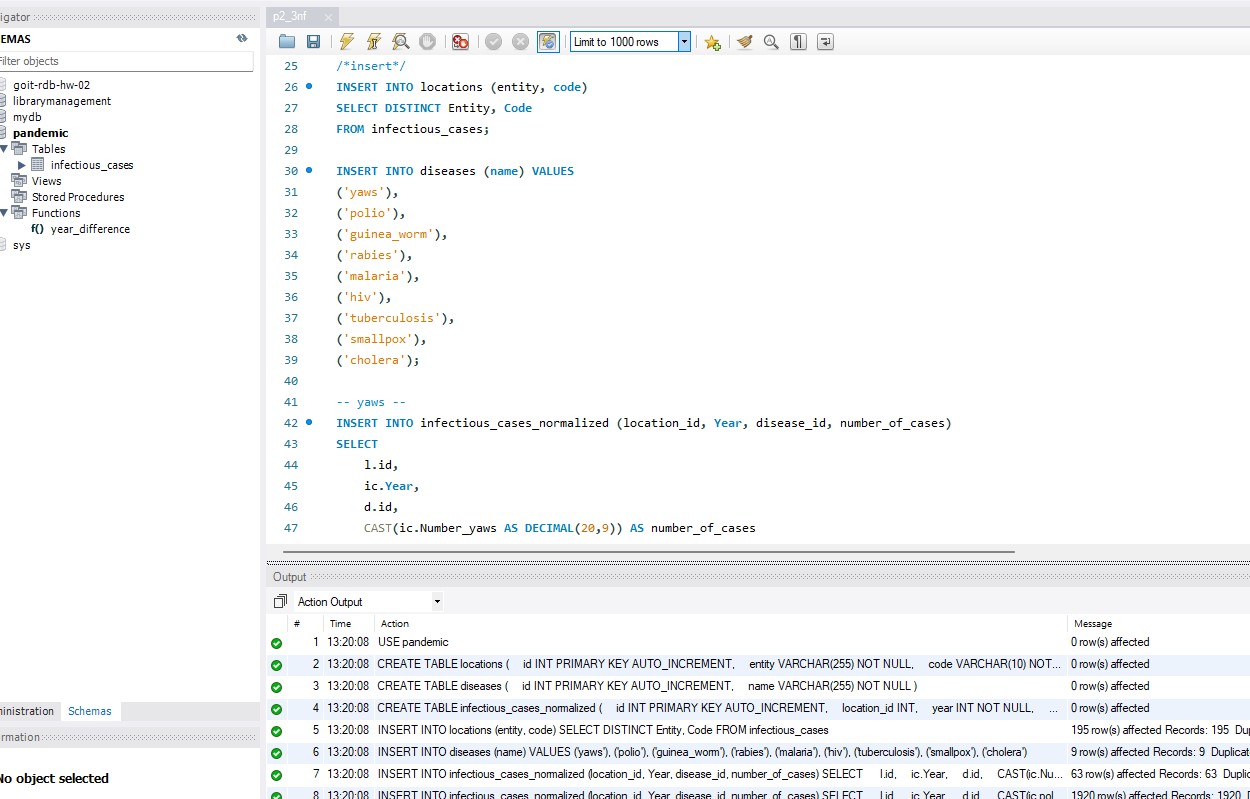 igator
p2_3nf
EMAS
Filter objects
goit-rdb-hw-02
librarymanagement
mydb
pandemic
Tables
infectious_cases
Views
Stored Procedures
Functions
f() year_difference
sys
Limit to 1000 rows
25 /*insert*/
26 INSERT INTO locations (entity, code)
27 SELECT DISTINCT Entity, Code
28 FROM infectious_cases;
29
30 INSERT INTO diseases (name) VALUES
31 ('yaws'),
32 ('polio'),
33 ('guinea_worm'),
34 ('rabies'),
35 ('malaria'),
36 ('hiv'),
37 ('tuberculosis'),
38 ('smallpox'),
39 ('cholera');
40
41 -- yaws --
42 INSERT INTO infectious_cases_normalized (location_id, Year, disease_id, number_of_cases)
43 SELECT
44 l.id,
45 ic.Year,
46 d.id,
47 CAST(ic.Number_yaws AS DECIMAL(20,9)) AS number_of_cases
ninistration Schemas
rmation
No object selected
Output
Action Output
# Time Action Message
1 13:20:08 USE pandemic 0 row(s) affected
2 13:20:08 CREATE TABLE locations ( id INT PRIMARY KEY AUTO_INCREMENT, entity VARCHAR(255) NOT NULL, code VARCHAR(10) NOT... 0 row(s) affected
3 13:20:08 CREATE TABLE diseases ( id INT PRIMARY KEY AUTO_INCREMENT, name VARCHAR(255) NOT NULL ) 0 row(s) affected
4 13:20:08 CREATE TABLE infectious_cases_normalized ( id INT PRIMARY KEY AUTO_INCREMENT, location_id INT, year INT NOT NULL, ... 0 row(s) affected
5 13:20:08 INSERT INTO locations (entity, code) SELECT DISTINCT Entity, Code FROM infectious_cases 195 row(s) affected Records: 195 Dup
6 13:20:08 INSERT INTO diseases (name) VALUES ('yaws'), ('polio'), ('guinea_worm'), ('rabies'), ('malaria'), ('hiv'), ('tuberculosis'), ('smallpox'), ('cholera') 9 row(s) affected Records: 9 Duplicat
7 13:20:08 INSERT INTO infectious_cases_normalized (location_id, Year, disease_id, number_of_cases) SELECT l.id, ic.Year, d.id, CAST(ic.Nu... 63 row(s) affected Records: 63 Duplic
8 13:20:08 INSERT INTO infectious_cases_normalized (location_id, Year, disease_id, number_of_cases) SELECT l.id, ic.Year, d.id, CAST(ic.pol... 1920 row(s) affected Records: 1920